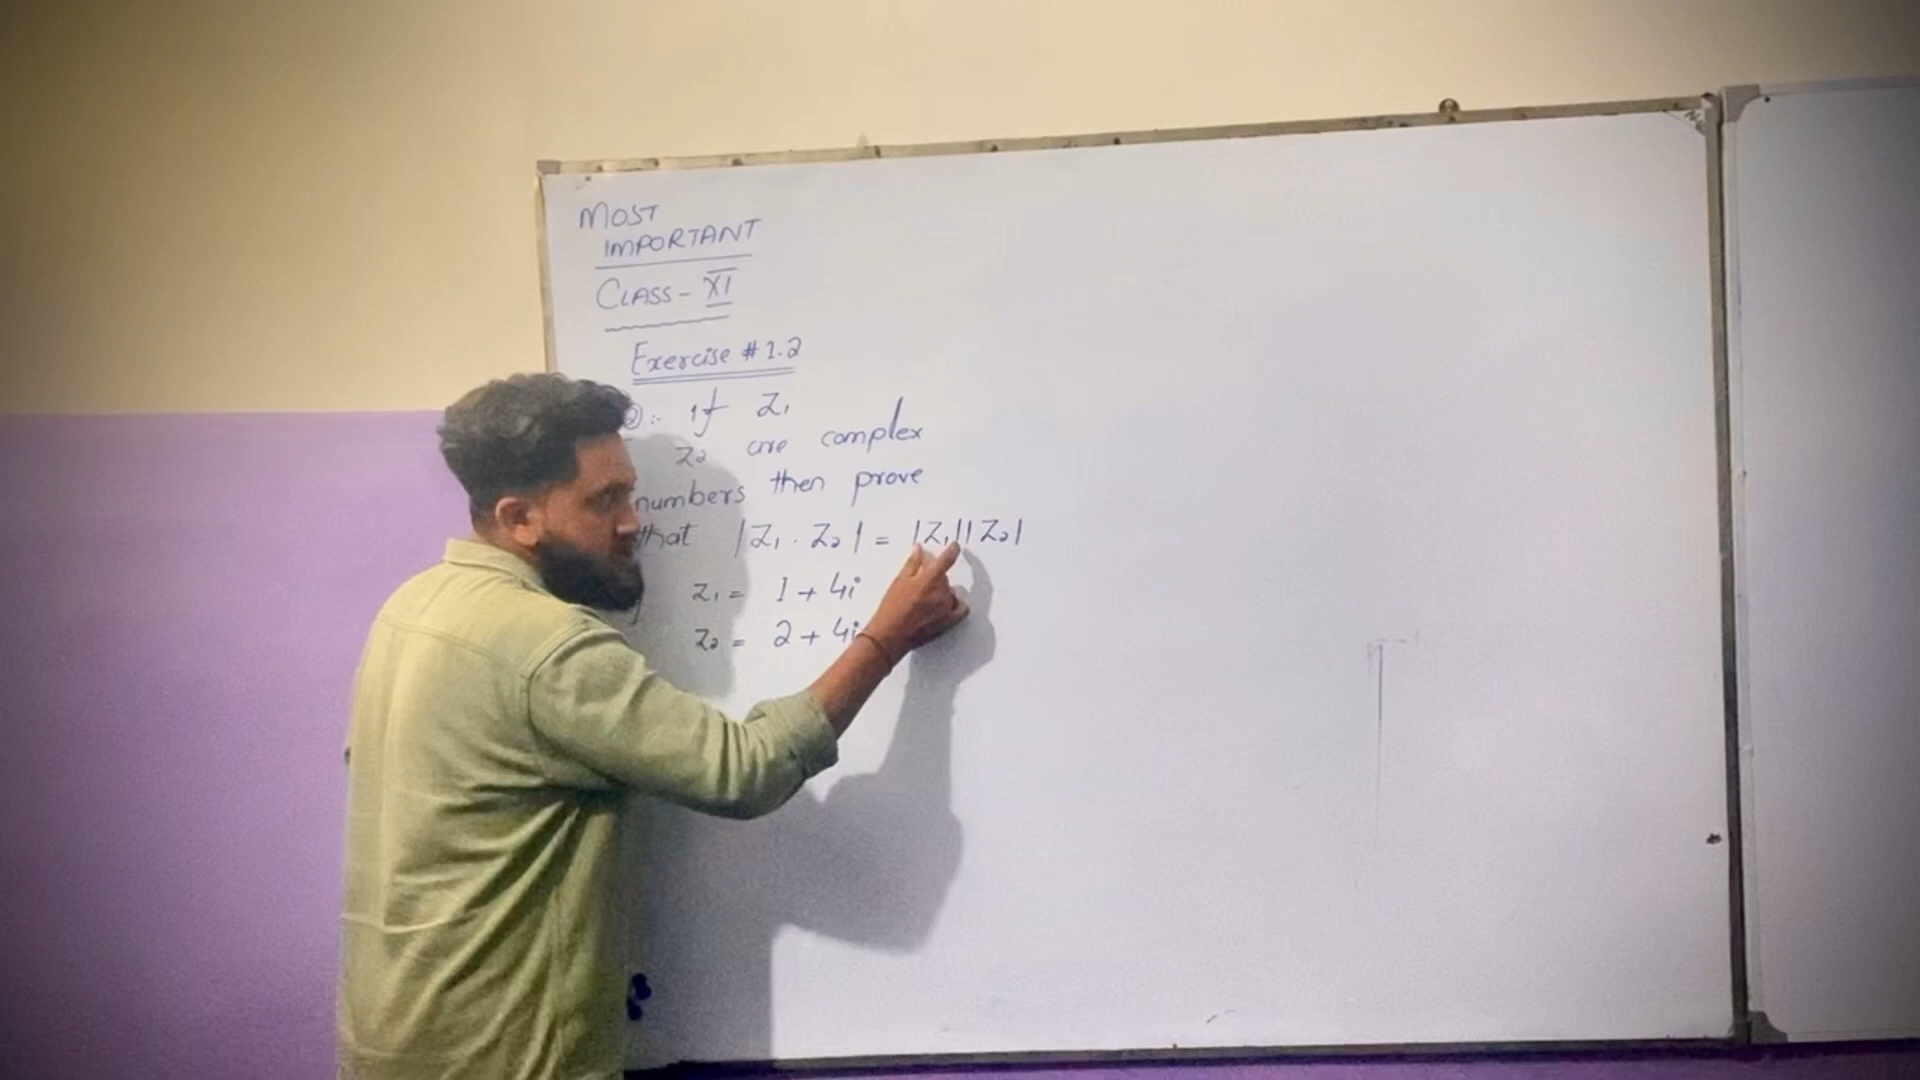 MOST
IMPORTANT
CLASS - XI
Exercise # 1.2
If Z₁
Z₂ are complex
numbers then prove
that |Z₁ . Z₂| = |Z₁||Z₂|
Z₁ = 1 + 4i
Z₂ = 2 + 4i